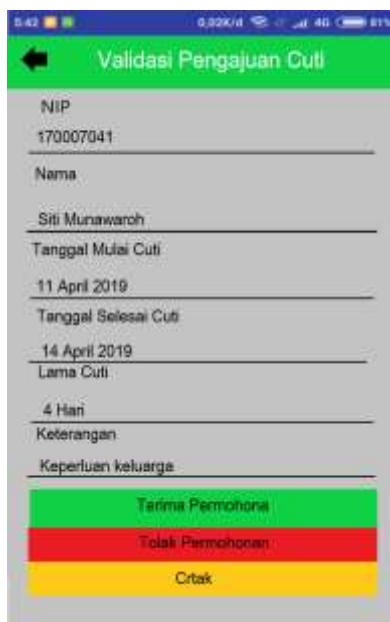 5:42 0,02K/d 4G 81%
Validasi Pengajuan Cuti
NIP
170007041
Nama
Siti Munawaroh
Tanggal Mulai Cuti
11 April 2019
Tanggal Selesai Cuti
14 April 2019
Lama Cuti
4 Hari
Keterangan
Keperluan keluarga
Terima Permohona
Tolak Permohonan
Crtak